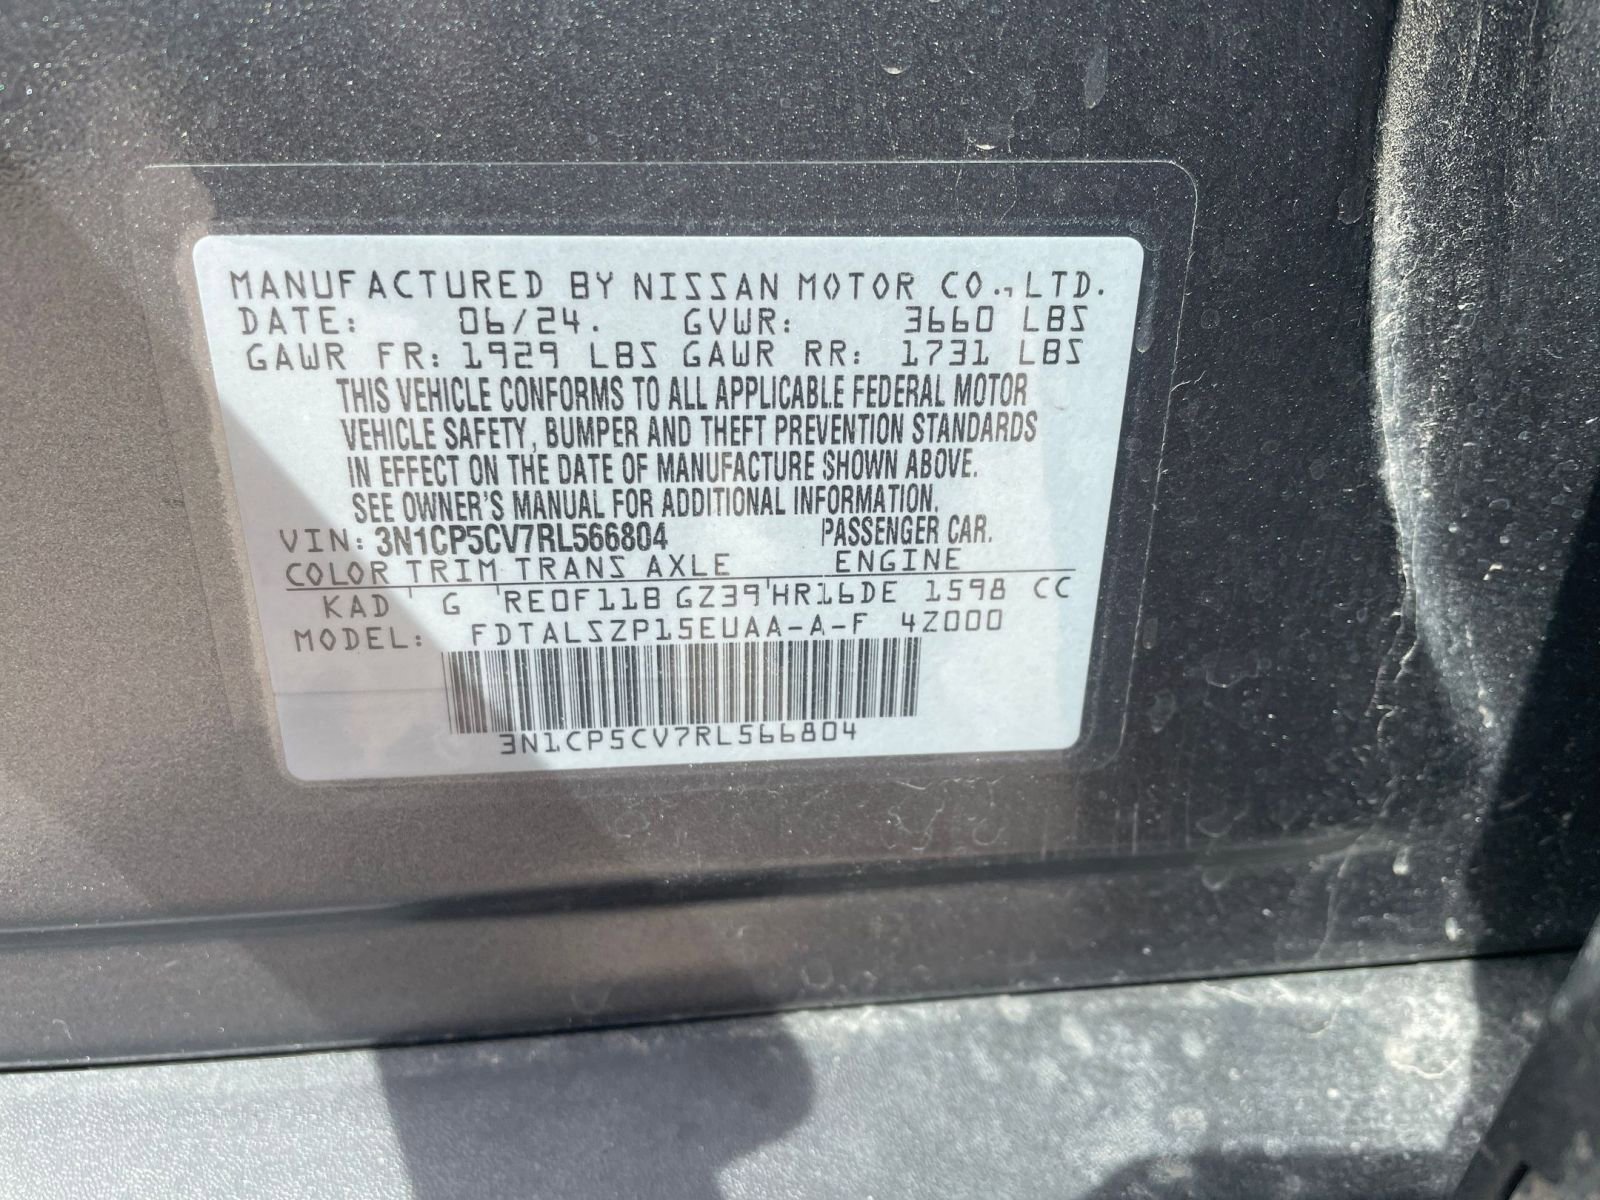 MANUFACTURED BY NISSAN MOTOR CO., LTD.
DATE: 06/24. GVWR: 3660 LBS
GAWR FR: 1929 LBS GAWR RR: 1731 LBS
THIS VEHICLE CONFORMS TO ALL APPLICABLE FEDERAL MOTOR
VEHICLE SAFETY, BUMPER AND THEFT PREVENTION STANDARDS
IN EFFECT ON THE DATE OF MANUFACTURE SHOWN ABOVE.
SEE OWNER'S MANUAL FOR ADDITIONAL INFORMATION.
VIN: 3N1CP5CV7RL566804 PASSENGER CAR.
COLOR TRIM TRANS AXLE ENGINE
KAD G RE0F11B GZ39 HR16DE 1598 CC
MODEL: FDTALSZP15EUAA-A-F 4Z000
3N1CP5CV7RL566804